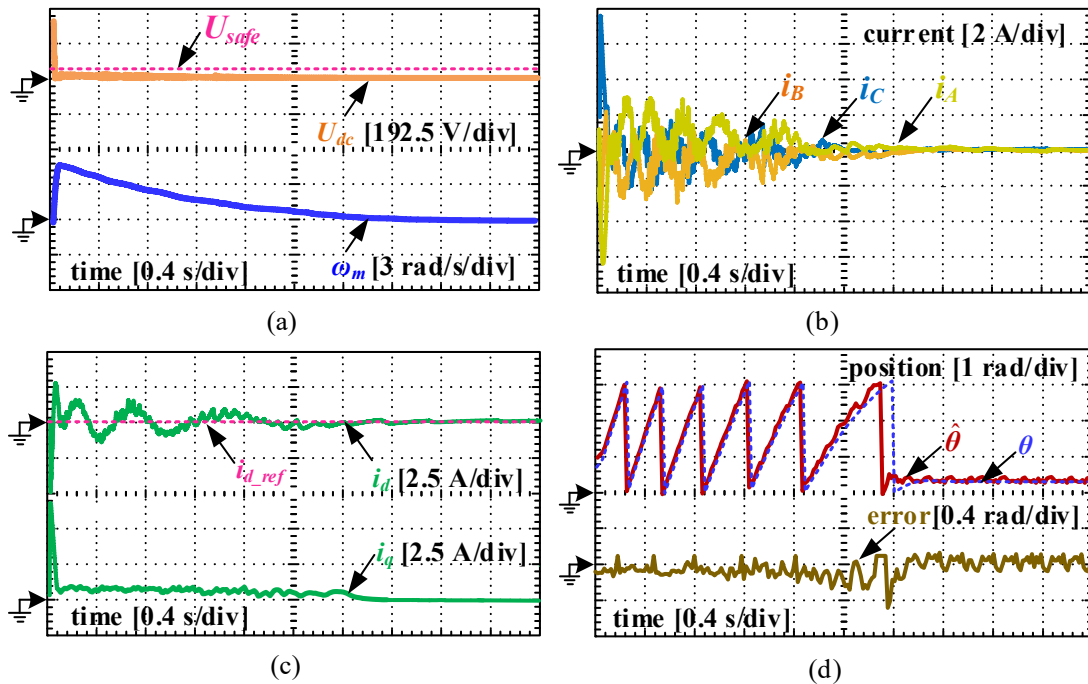 U_safe
U_dc [192.5 V/div]
time [0.4 s/div]
ω_m [3 rad/s/div]
(a)
current [2 A/div]
i_B
i_C
i_A
time [0.4 s/div]
(b)
i_d_ref
i_d [2.5 A/div]
i_q [2.5 A/div]
time [0.4 s/div]
(c)
position [1 rad/div]
θ̂
θ
error[0.4 rad/div]
time [0.4 s/div]
(d)